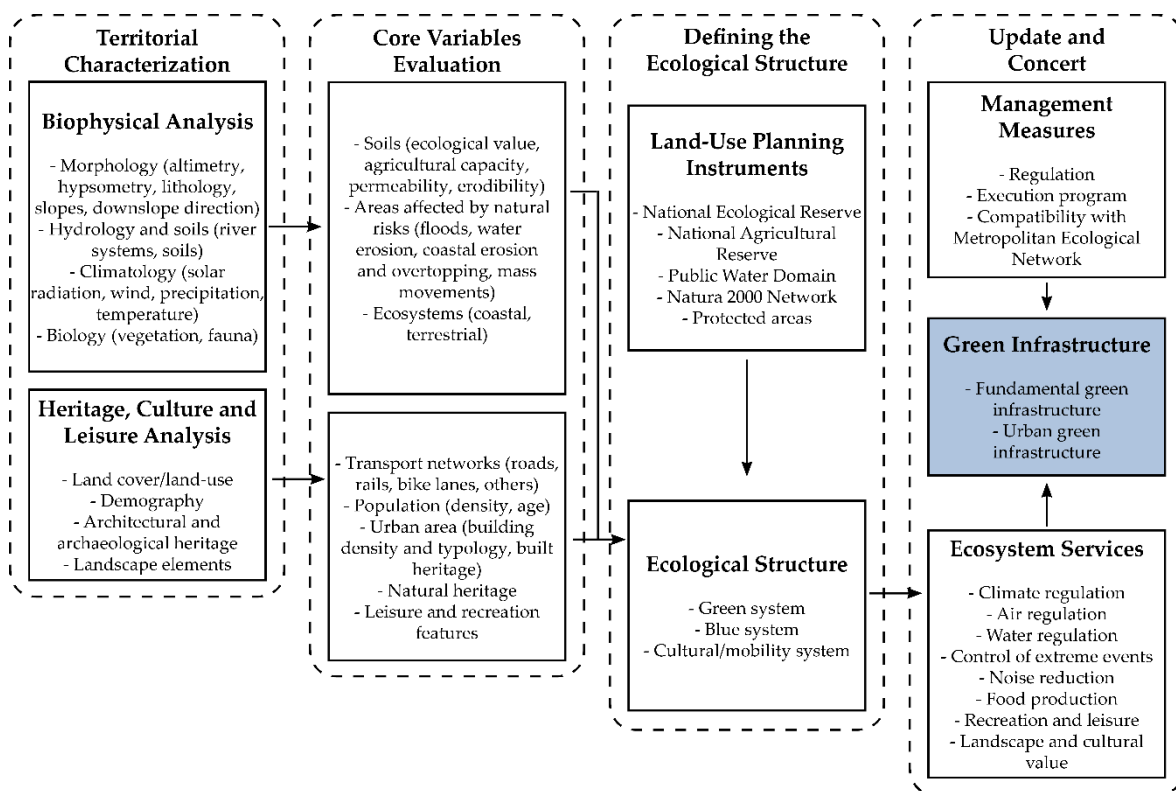 Territorial
Characterization
Biophysical Analysis
- Morphology (altimetry,
hypsometry, lithology,
slopes, downslope direction)
- Hydrology and soils (river
systems, soils)
- Climatology (solar
radiation, wind, precipitation,
temperature)
- Biology (vegetation, fauna)
Heritage, Culture and
Leisure Analysis
- Land cover/land-use
- Demography
- Architectural and
archaeological heritage
- Landscape elements
Core Variables
Evaluation
- Soils (ecological value,
agricultural capacity,
permeability, erodibility)
- Areas affected by natural
risks (floods, water
erosion, coastal erosion
and overtopping, mass
movements)
- Ecosystems (coastal,
terrestrial)
- Transport networks (roads,
rails, bike lanes, others)
- Population (density, age)
- Urban area (building
density and typology, built
heritage)
- Natural heritage
- Leisure and recreation
features
Defining the
Ecological Structure
Land-Use Planning
Instruments
- National Ecological Reserve
- National Agricultural
Reserve
- Public Water Domain
- Natura 2000 Network
- Protected areas
Ecological Structure
- Green system
- Blue system
- Cultural/mobility system
Update and
Concert
Management
Measures
- Regulation
- Execution program
- Compatibility with
Metropolitan Ecological
Network
Green Infrastructure
- Fundamental green
infrastructure
- Urban green
infrastructure
Ecosystem Services
- Climate regulation
- Air regulation
- Water regulation
- Control of extreme events
- Noise reduction
- Food production
- Recreation and leisure
- Landscape and cultural
value